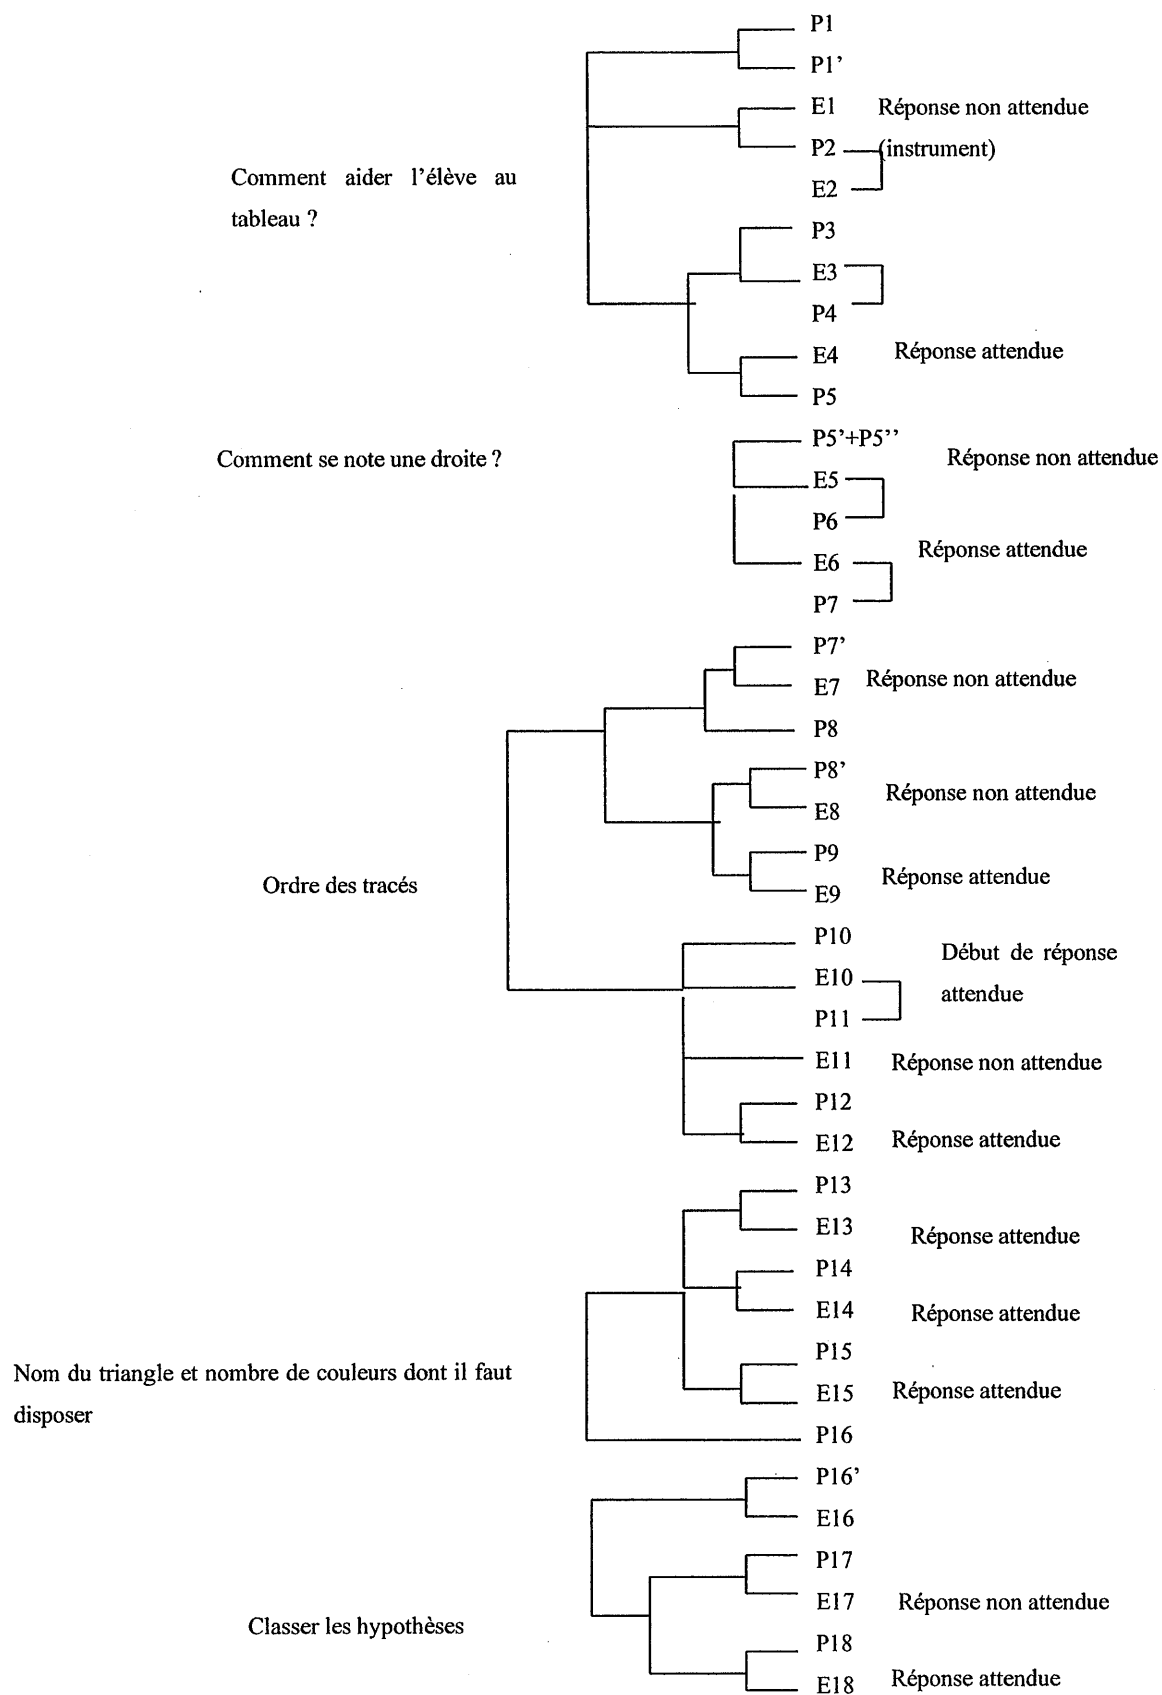 P1
P1’
E1 Réponse non attendue
P2 (instrument)
Comment aider l’élève au
E2
tableau ?
P3
E3
P4
E4 Réponse attendue
P5
P5’+P5’’
Comment se note une droite ? Réponse non attendue
E5
P6
E6 Réponse attendue
P7
P7’
E7 Réponse non attendue
P8
P8’
E8 Réponse non attendue
P9
Ordre des tracés E9 Réponse attendue
P10
E10 Début de réponse
attendue
P11
E11 Réponse non attendue
P12
E12 Réponse attendue
P13
E13 Réponse attendue
P14
E14 Réponse attendue
P15
Nom du triangle et nombre de couleurs dont il faut
disposer
E15 Réponse attendue
P16
P16’
E16
P17
E17 Réponse non attendue
Classer les hypothèses
P18
E18 Réponse attendue